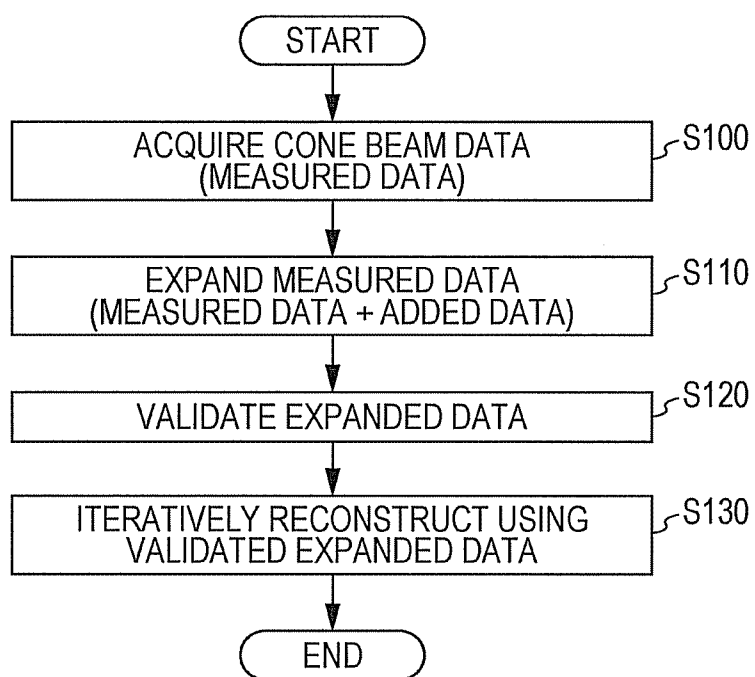 START
ACQUIRE CONE BEAM DATA
(MEASURED DATA)
S100
EXPAND MEASURED DATA
(MEASURED DATA + ADDED DATA)
S110
VALIDATE EXPANDED DATA
S120
ITERATIVELY RECONSTRUCT USING
VALIDATED EXPANDED DATA
S130
END